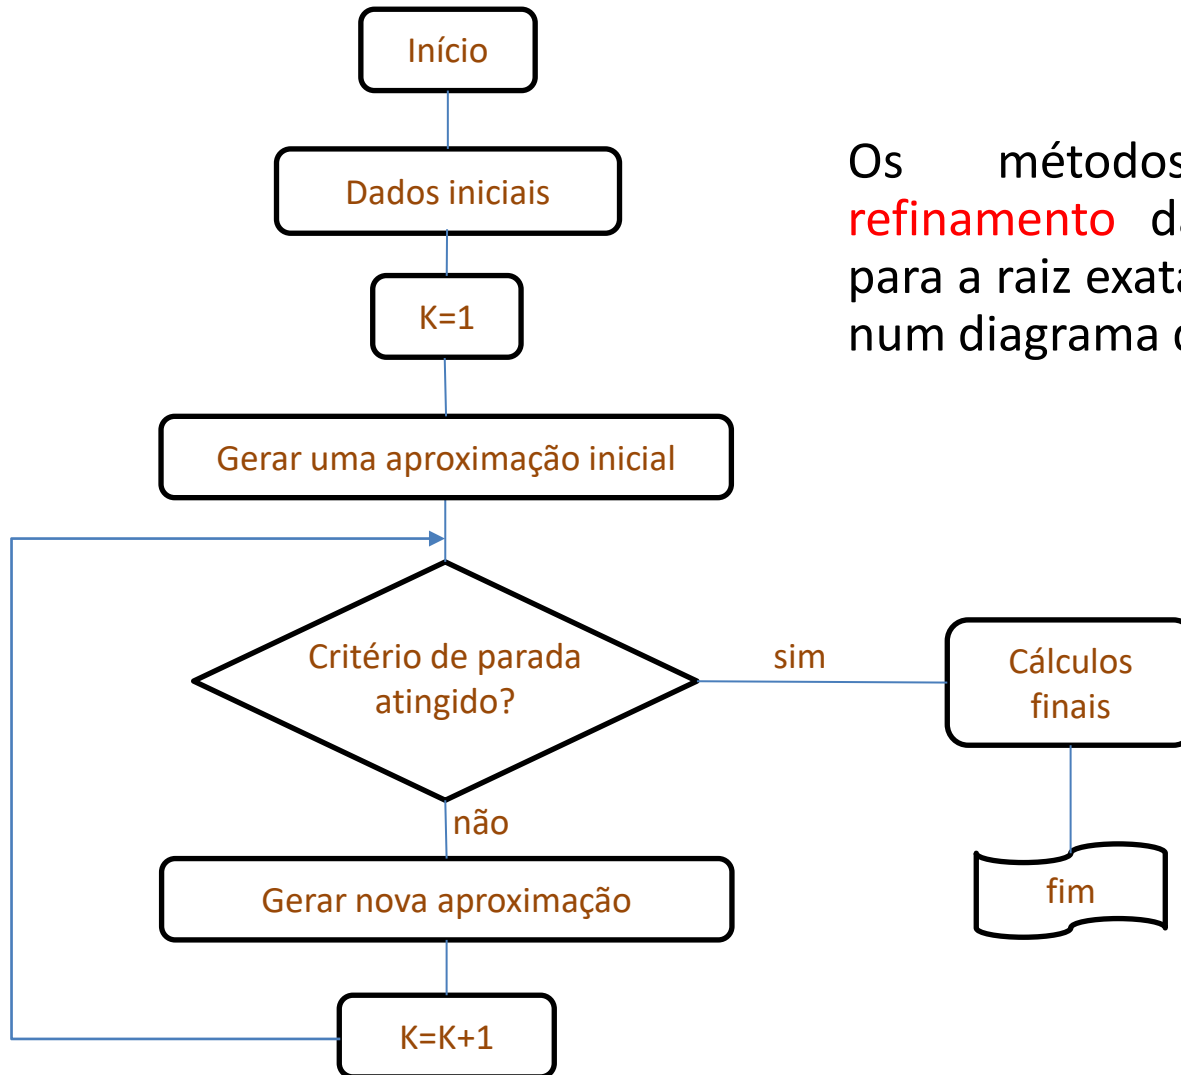 Início
Dados iniciais
K=1
Gerar uma aproximação inicial
Critério de parada
atingido?
sim
Cálculos
finais
não
fim
Gerar nova aproximação
K=K+1
Os métodos
refinamento
para a raiz
num diagrama